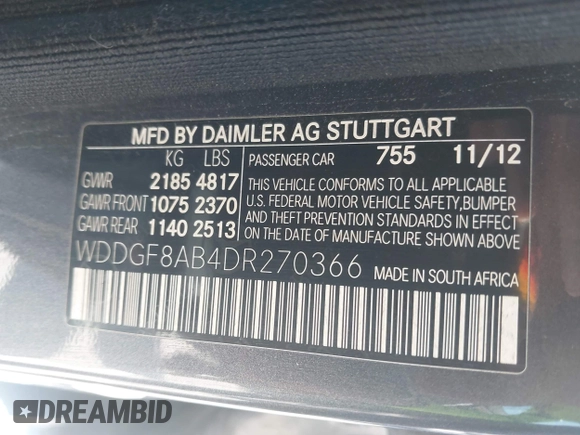 MFD BY DAIMLER AG STUTTGART
KG LBS
GVWR 2185 4817
GAWR FRONT 1075 2370
GAWR REAR 1140 2513
PASSENGER CAR 755 11/12
THIS VEHICLE CONFORMS TO ALL APPLICABLE
U.S. FEDERAL MOTOR VEHICLE SAFETY,BUMPER
AND THEFT PREVENTION STANDARDS IN EFFECT
ON THE DATE OF MANUFACTURE SHOWN ABOVE.
WDDGF8AB4DR270366 MADE IN SOUTH AFRICA
DREAMBID